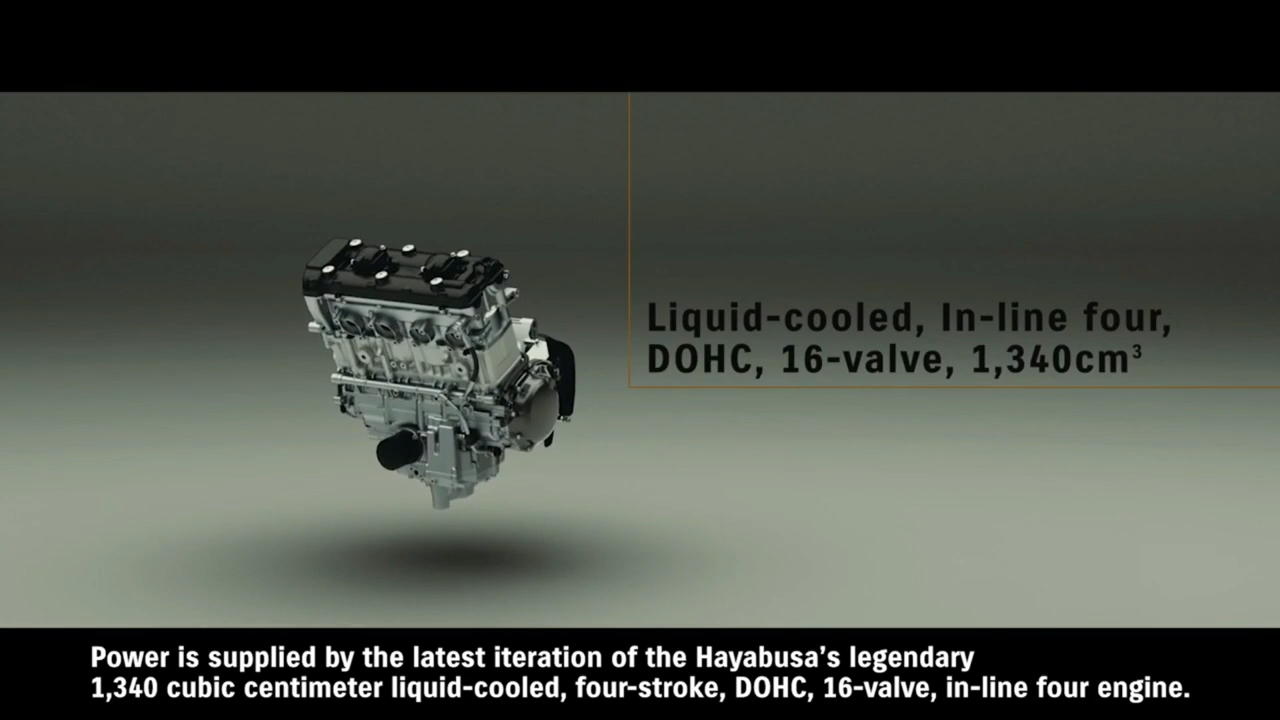 Liquid-cooled, In-line four,
DOHC, 16-valve, 1,340cm³
Power is supplied by the latest iteration of the Hayabusa's legendary
1,340 cubic centimeter liquid-cooled, four-stroke, DOHC, 16-valve, in-line four engine.